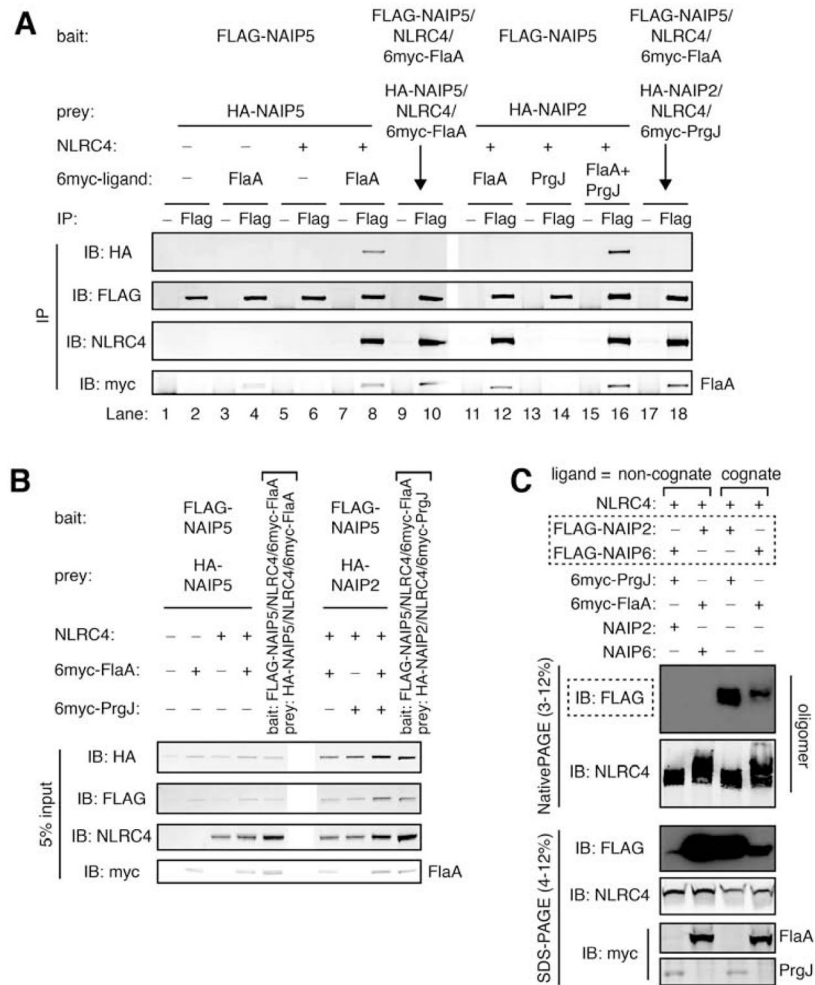 A
bait:
FLAG-NAIP5
FLAG-NAIP5/
NLRC4/
6myc-FlaA
FLAG-NAIP5
FLAG-NAIP5/
NLRC4/
6myc-FlaA
prey:
HA-NAIP5
HA-NAIP5/
NLRC4/
6myc-FlaA
HA-NAIP2
HA-NAIP2/
NLRC4/
6myc-PrgJ
NLRC4: – – + + + + +
6myc-ligand: – FlaA – FlaA FlaA PrgJ FlaA+
PrgJ
IP: – Flag – Flag – Flag – Flag – Flag – Flag – Flag – Flag – Flag
IP
IB: HA
IB: FLAG
IB: NLRC4
IB: myc FlaA
Lane: 1 2 3 4 5 6 7 8 9 10 11 12 13 14 15 16 17 18
B
bait:
FLAG-
NAIP5
FLAG-
NAIP5
prey:
HA-
NAIP5
HA-
NAIP2
bait: FLAG-NAIP5/NLRC4/6myc-FlaA
prey: HA-NAIP5/NLRC4/6myc-FlaA
bait: FLAG-NAIP5/NLRC4/6myc-FlaA
prey: HA-NAIP2/NLRC4/6myc-PrgJ
NLRC4: – – + + + + +
6myc-FlaA: – + – + + – +
6myc-PrgJ: – – – – – + +
5% input
IB: HA
IB: FLAG
IB: NLRC4
IB: myc FlaA
C
ligand = non-cognate cognate
NLRC4: + + + +
FLAG-NAIP2: – + + –
FLAG-NAIP6: + – – +
6myc-PrgJ: + – + –
6myc-FlaA: – + – +
NAIP2: + – – –
NAIP6: – + – –
NativePAGE (3-12%)
IB: FLAG
IB: NLRC4
oligomer
SDS-PAGE (4-12%)
IB: FLAG
IB: NLRC4
IB: myc
FlaA
PrgJ